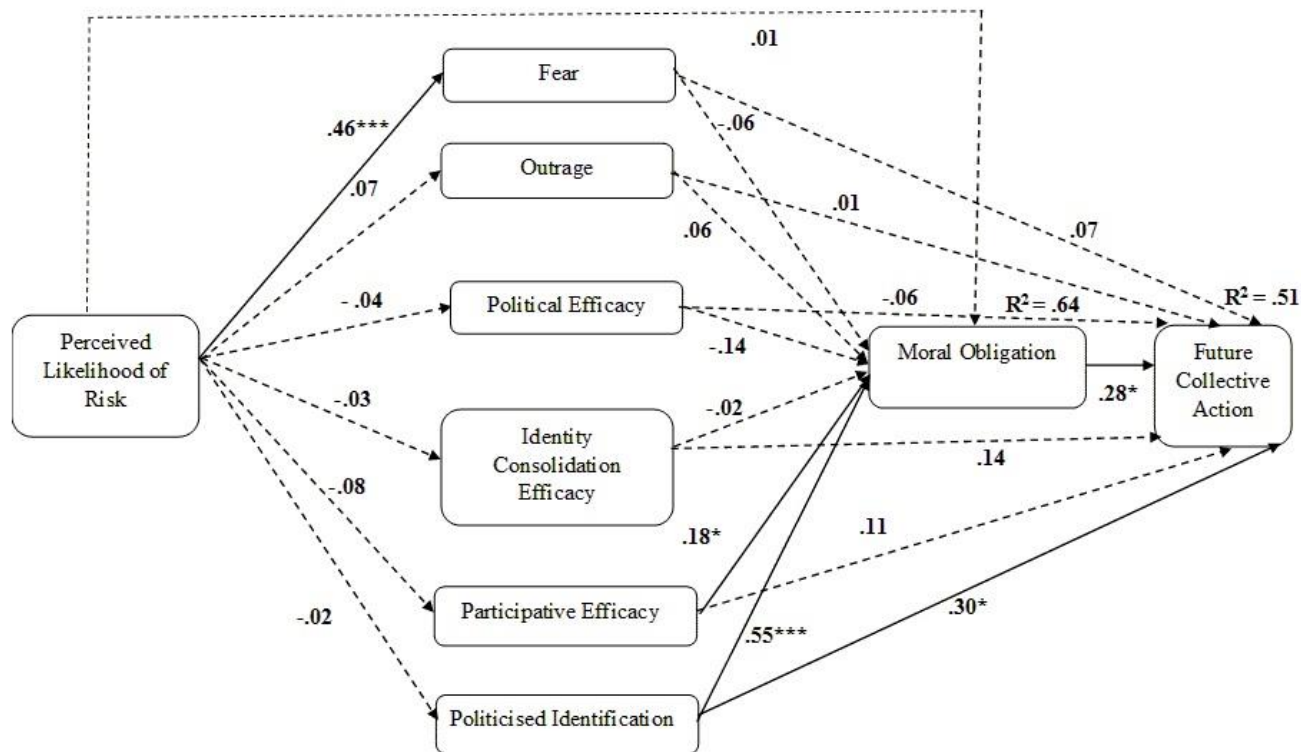 .01
Fear
.46***
-.06
Outrage
.07
.01
.06
.07
Political Efficacy
- .04
-.06
R² = .64
R² = .51
-.14
Perceived
Likelihood of
Risk
Moral Obligation
Future
Collective
Action
.28*
-.03
Identity
Consolidation
Efficacy
-.02
.14
-.08
.18*
.11
Participative Efficacy
-.02
.55***
.30*
Politicised Identification